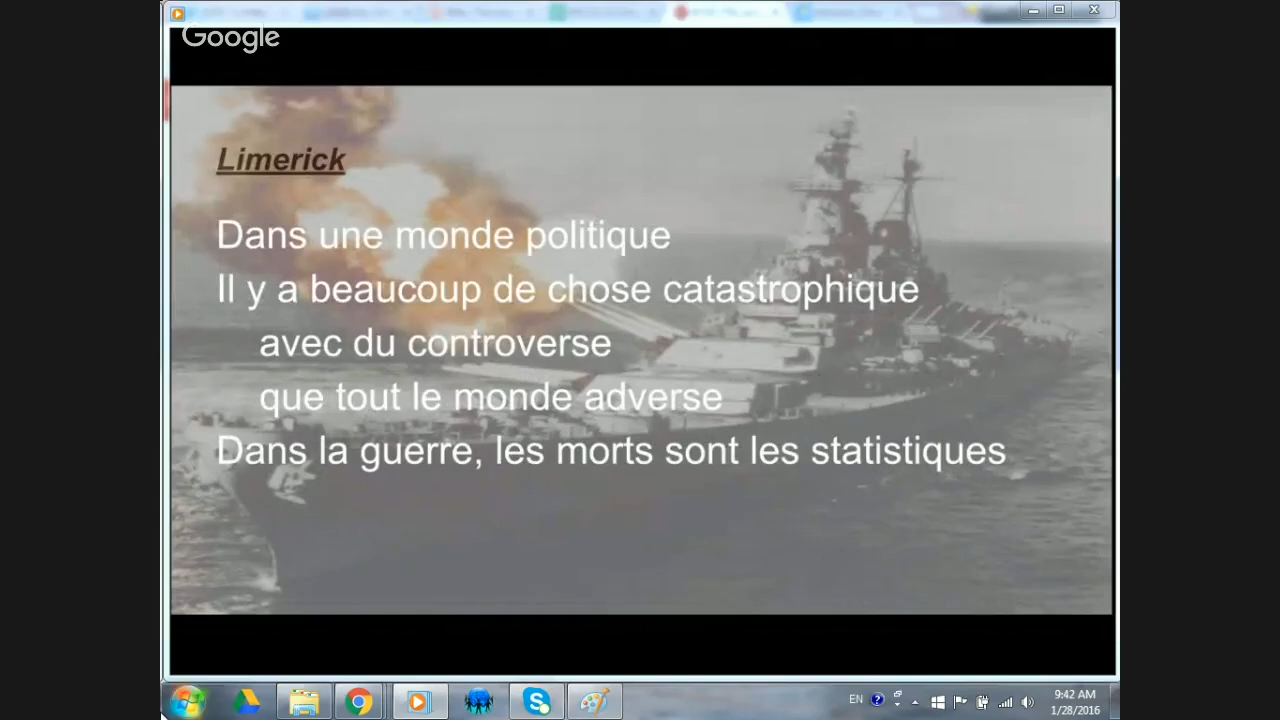 Google
Limerick
Dans une monde politique
Il y a beaucoup de chose catastrophique
avec du controverse
que tout le monde adverse
Dans la guerre, les morts sont les statistiques
EN
9:42 AM
1/28/2016